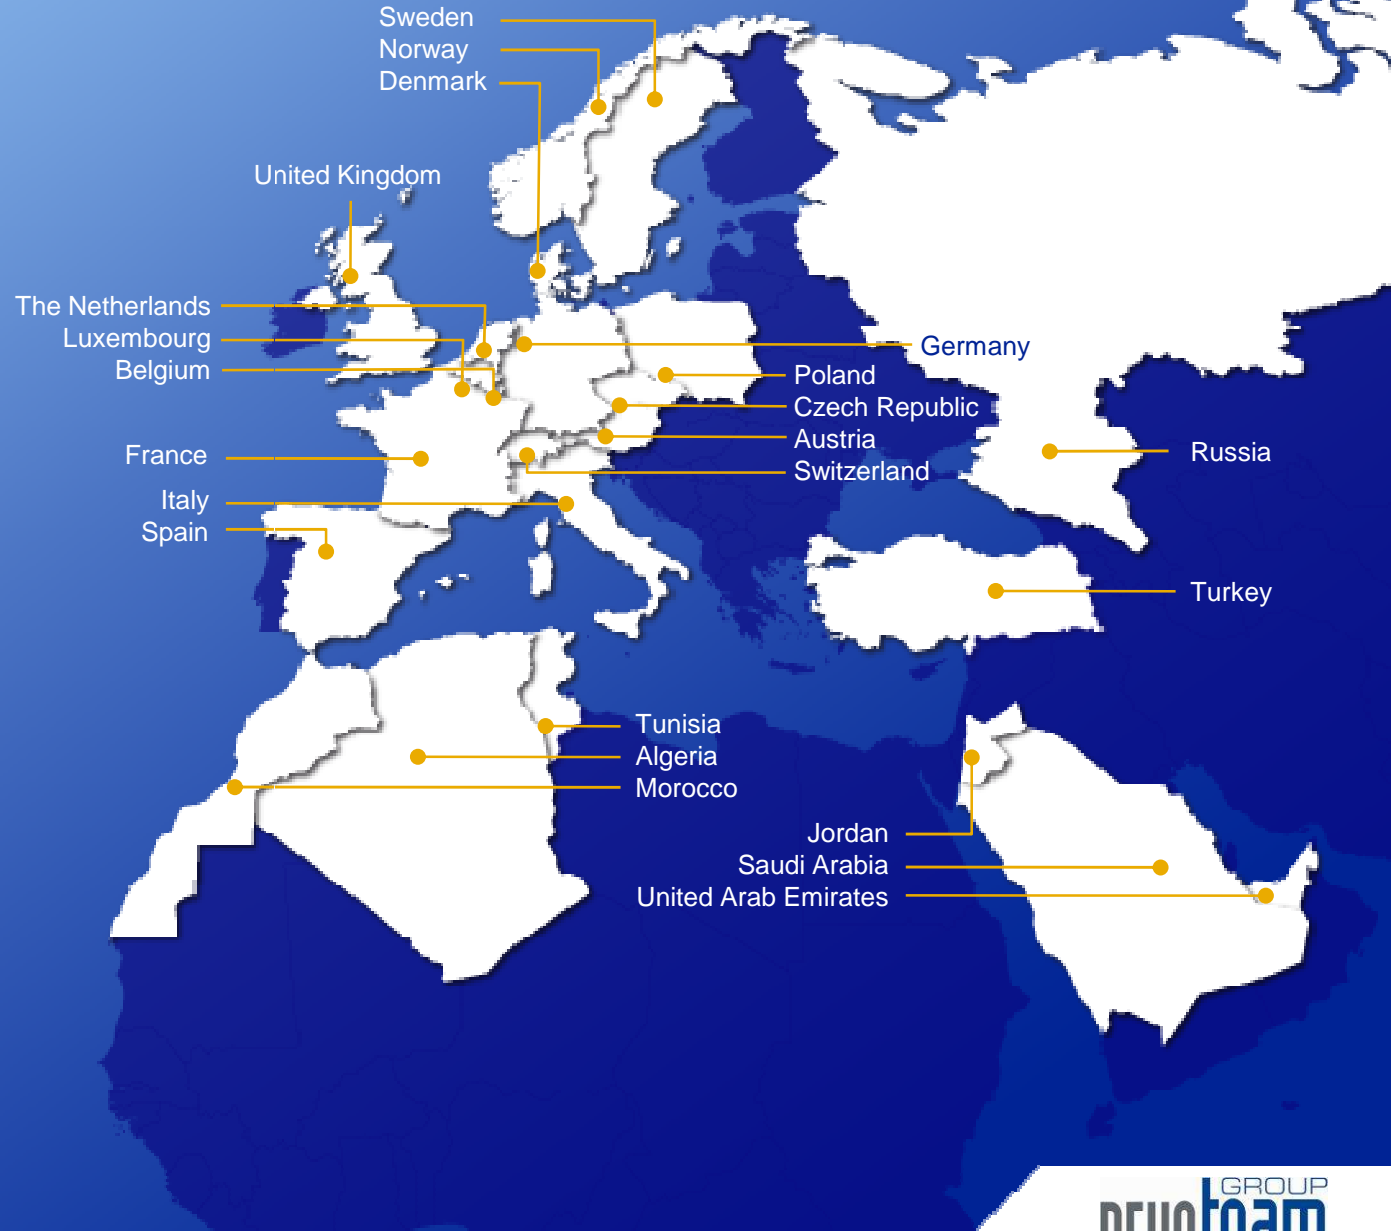 Sweden
Norway
Denmark
United Kingdom
The Netherlands
Luxembourg
Belgium
Germany
Poland
Czech Republic
Austria
Switzerland
France
Italy
Spain
Russia
Turkey
Tunisia
Algeria
Morocco
Jordan
Saudi Arabia
United Arab Emirates
GROUP